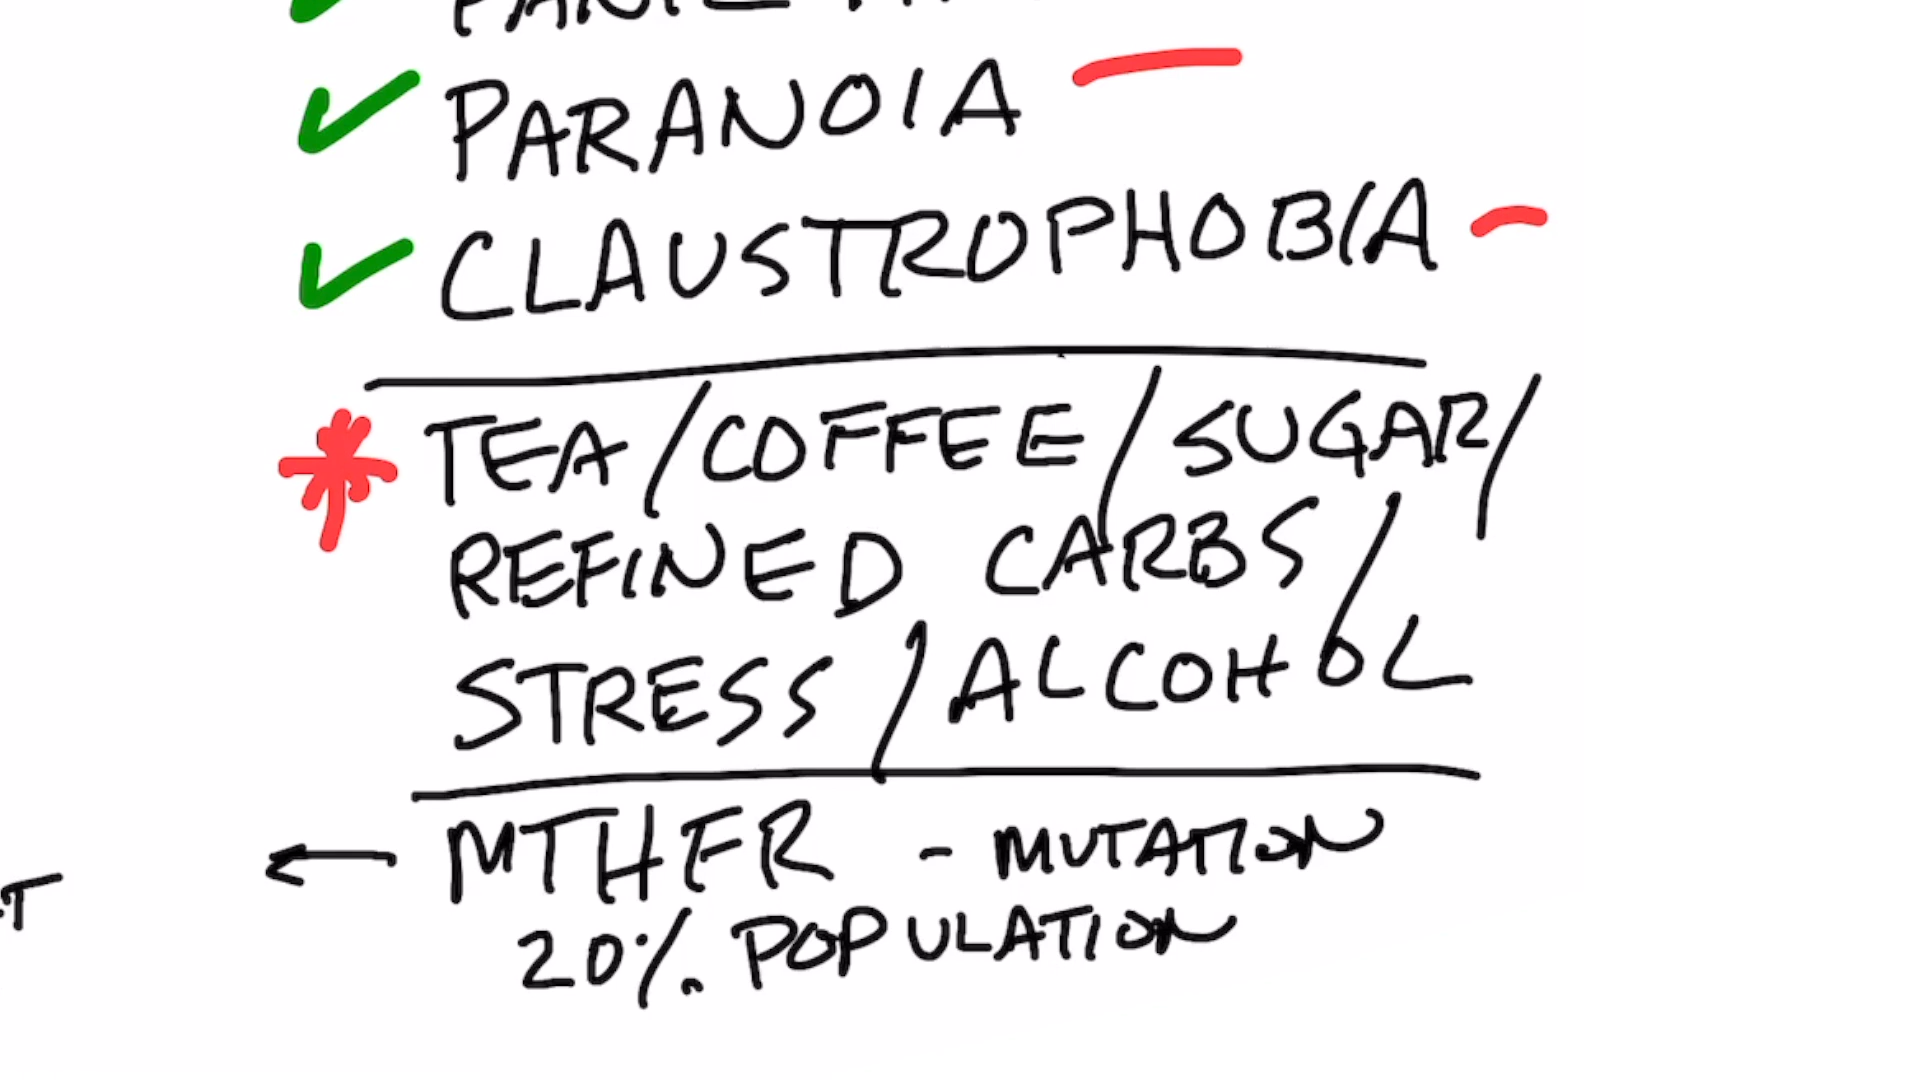 PARANOIA
CLAUSTROPHOBIA
TEA/COFFEE/SUGAR/
REFINED CARBS/
STRESS/ALCOHOL
← MTHFR - MUTATION
20% POPULATION